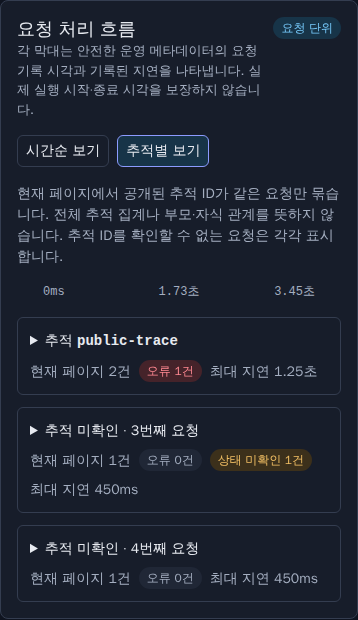 요청 처리 흐름
요청 단위
각 막대는 안전한 운영 메타데이터의 요청
기록 시각과 기록된 지연을 나타냅니다. 실
제 실행 시작·종료 시각을 보장하지 않습니
다.
시간순 보기
추적별 보기
현재 페이지에서 공개된 추적 ID가 같은 요청만 묶습
니다. 전체 추적 집계나 부모·자식 관계를 뜻하지 않
습니다. 추적 ID를 확인할 수 없는 요청은 각각 표시
합니다.
0ms 1.73초 3.45초
▶ 추적 public-trace
현재 페이지 2건 오류 1건 최대 지연 1.25초
▶ 추적 미확인 · 3번째 요청
현재 페이지 1건 오류 0건 상태 미확인 1건
최대 지연 450ms
▶ 추적 미확인 · 4번째 요청
현재 페이지 1건 오류 0건 최대 지연 450ms